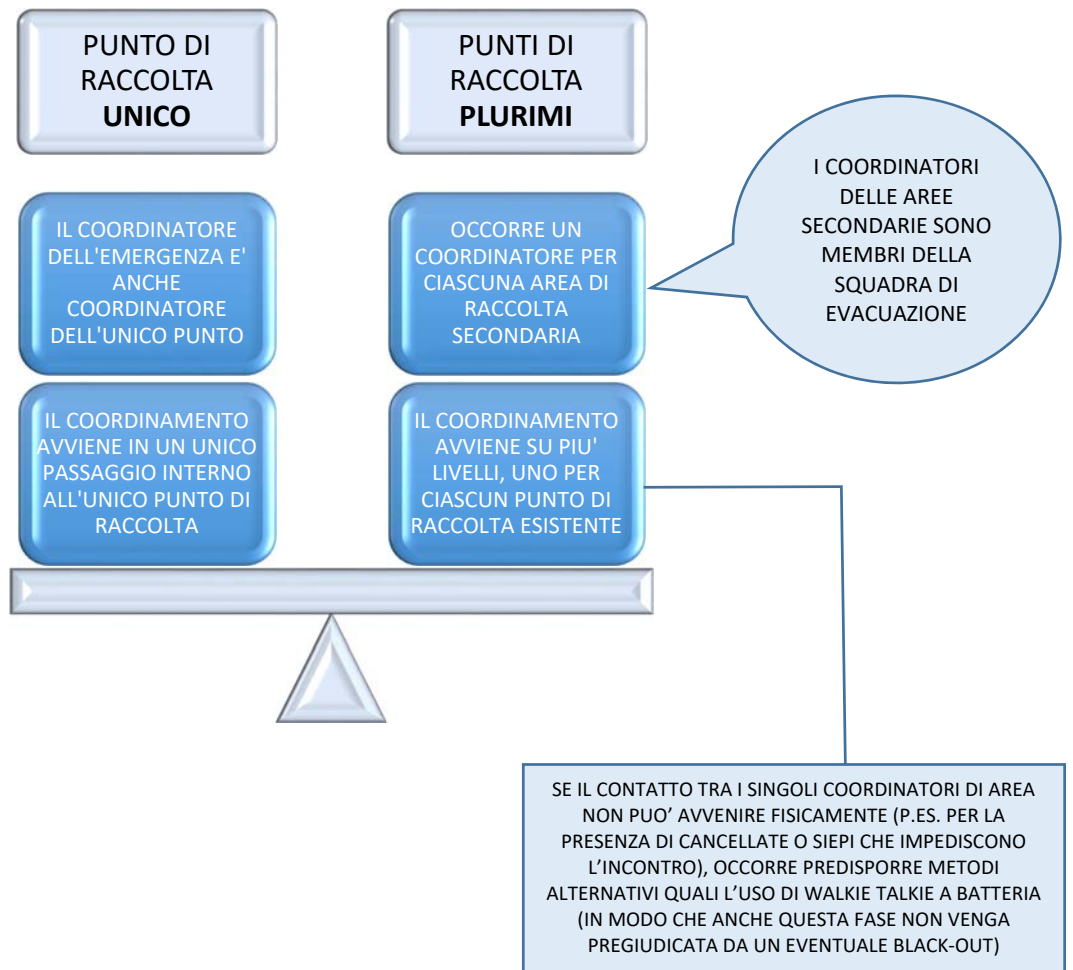 PUNTO DI
RACCOLTA
UNICO
PUNTI DI
RACCOLTA
PLURIMI
IL COORDINATORE
DELL'EMERGENZA E'
ANCHE
COORDINATORE
DELL'UNICO PUNTO
OCCORRE UN
COORDINATORE PER
CIASCUNA AREA DI
RACCOLTA
SECONDARIA
I COORDINATORI
DELLE AREE
SECONDARIE SONO
MEMBRI DELLA
SQUADRA DI
EVACUAZIONE
IL COORDINAMENTO
AVVIENE IN UN UNICO
PASSAGGIO INTERNO
ALL'UNICO PUNTO DI
RACCOLTA
IL COORDINAMENTO
AVVIENE SU PIU'
LIVELLI, UNO PER
CIASCUN PUNTO DI
RACCOLTA ESISTENTE
SE IL CONTATTO TRA I SINGOLI COORDINATORI DI AREA
NON PUO’ AVVENIRE FISICAMENTE (P.ES. PER LA
PRESENZA DI CANCELLATE O SIEPI CHE IMPEDISCONO
L’INCONTRO), OCCORRE PREDISPORRE METODI
ALTERNATIVI QUALI L’USO DI WALKIE TALKIE A BATTERIA
(IN MODO CHE ANCHE QUESTA FASE NON VENGA
PREGIUDICATA DA UN EVENTUALE BLACK-OUT)